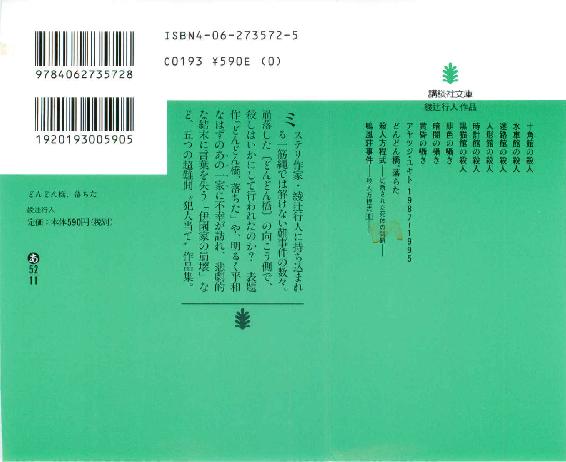 ISBN4-06-273572-5
C0193 ¥590E (0)
9784062735728
1920193005905
どんどん橋、落ちた
綾辻行人
定価:本体590円(税別)
あ
52
11
ミステリ作家・綾辻行人に持ち込まれ
る一筋縄では解けない難事件の数々。
崩落した〈どんどん橋〉の向こう側で、
殺しはいかにして行われたのか?表題
作「どんどん橋、落ちた」や、明るく平和
なはずのあの一家に不幸が訪れ、悲劇的
な結末に言葉を失う「伊園家の崩壊」な
ど、五つの超難問〝犯人当て〟作品集。
講談社文庫
綾辻行人作品
十角館の殺人
水車館の殺人
迷路館の殺人
人形館の殺人
時計館の殺人
黒猫館の殺人
緋色の囁き
暗闇の囁き
黄昏の囁き
アヤツジ・ユキト 1987−1995
どんどん橋、落ちた
殺人方程式——切断された死体の問題——
鳴風荘事件——殺人方程式Ⅱ——